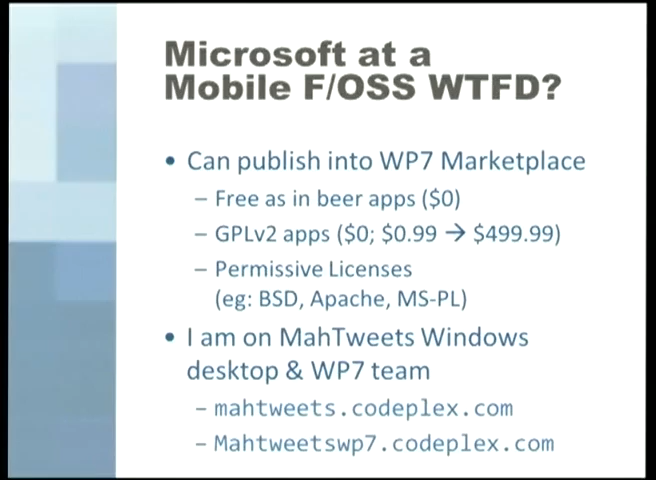 Microsoft at a
Mobile F/OSS WTFD?
• Can publish into WP7 Marketplace
– Free as in beer apps ($0)
– GPLv2 apps ($0; $0.99 → $499.99)
– Permissive Licenses
(eg: BSD, Apache, MS-PL)
• I am on MahTweets Windows
desktop & WP7 team
– mahtweets.codeplex.com
– Mahtweetswp7.codeplex.com